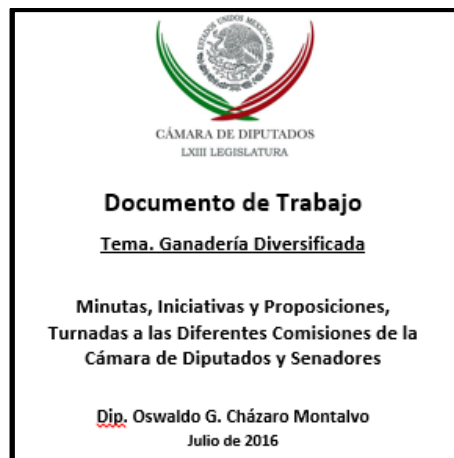 ESTADOS UNIDOS MEXICANOS
CÁMARA DE DIPUTADOS
LXIII LEGISLATURA
Documento de Trabajo
Tema. Ganadería Diversificada
Minutas, Iniciativas y Proposiciones,
Turnadas a las Diferentes Comisiones de la
Cámara de Diputados y Senadores
Dip. Oswaldo G. Cházaro Montalvo
Julio de 2016